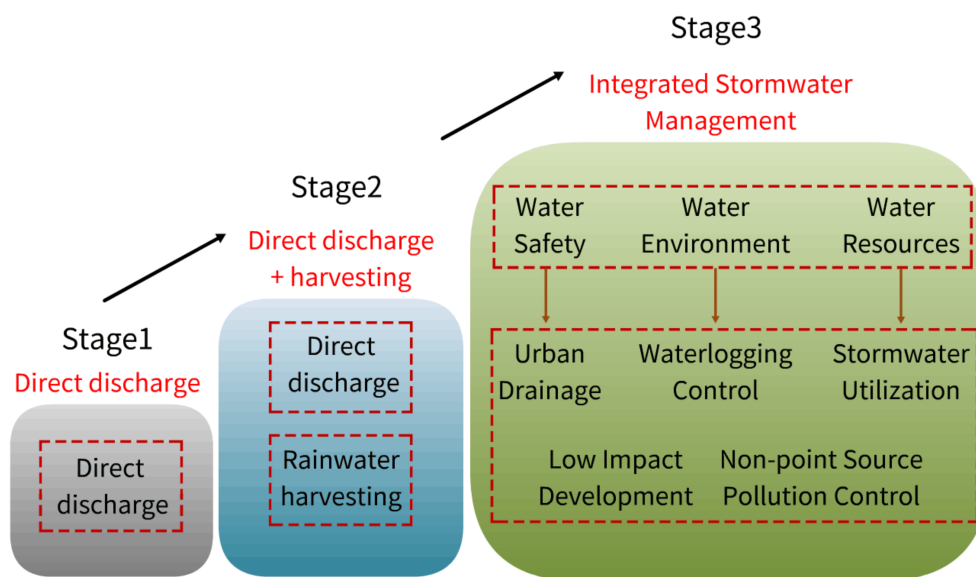 Stage1
Direct discharge
Direct
discharge
Stage2
Direct discharge
+ harvesting
Direct
discharge
Rainwater
harvesting
Stage3
Integrated Stormwater
Management
Water
Safety
Water
Environment
Water
Resources
Urban
Drainage
Waterlogging
Control
Stormwater
Utilization
Low Impact
Development
Non-point Source
Pollution Control